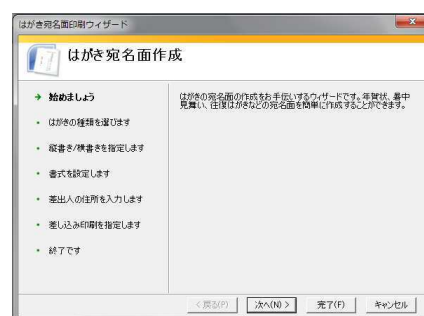 はがき宛名面印刷ウィザード
はがき宛名面作成
始めましょう
はがきの種類を選びます
縦書き/横書きを指定します
書式を設定します
差出人の住所を入力します
差し込み印刷を指定します
終了です
はがきの宛名面の作成をお手伝いするウィザードです。年賀状、暑中
見舞い、往復はがきなどの宛名面を簡単に作成することができます。
< 戻る(P)
次へ(N) >
完了(F)
キャンセル